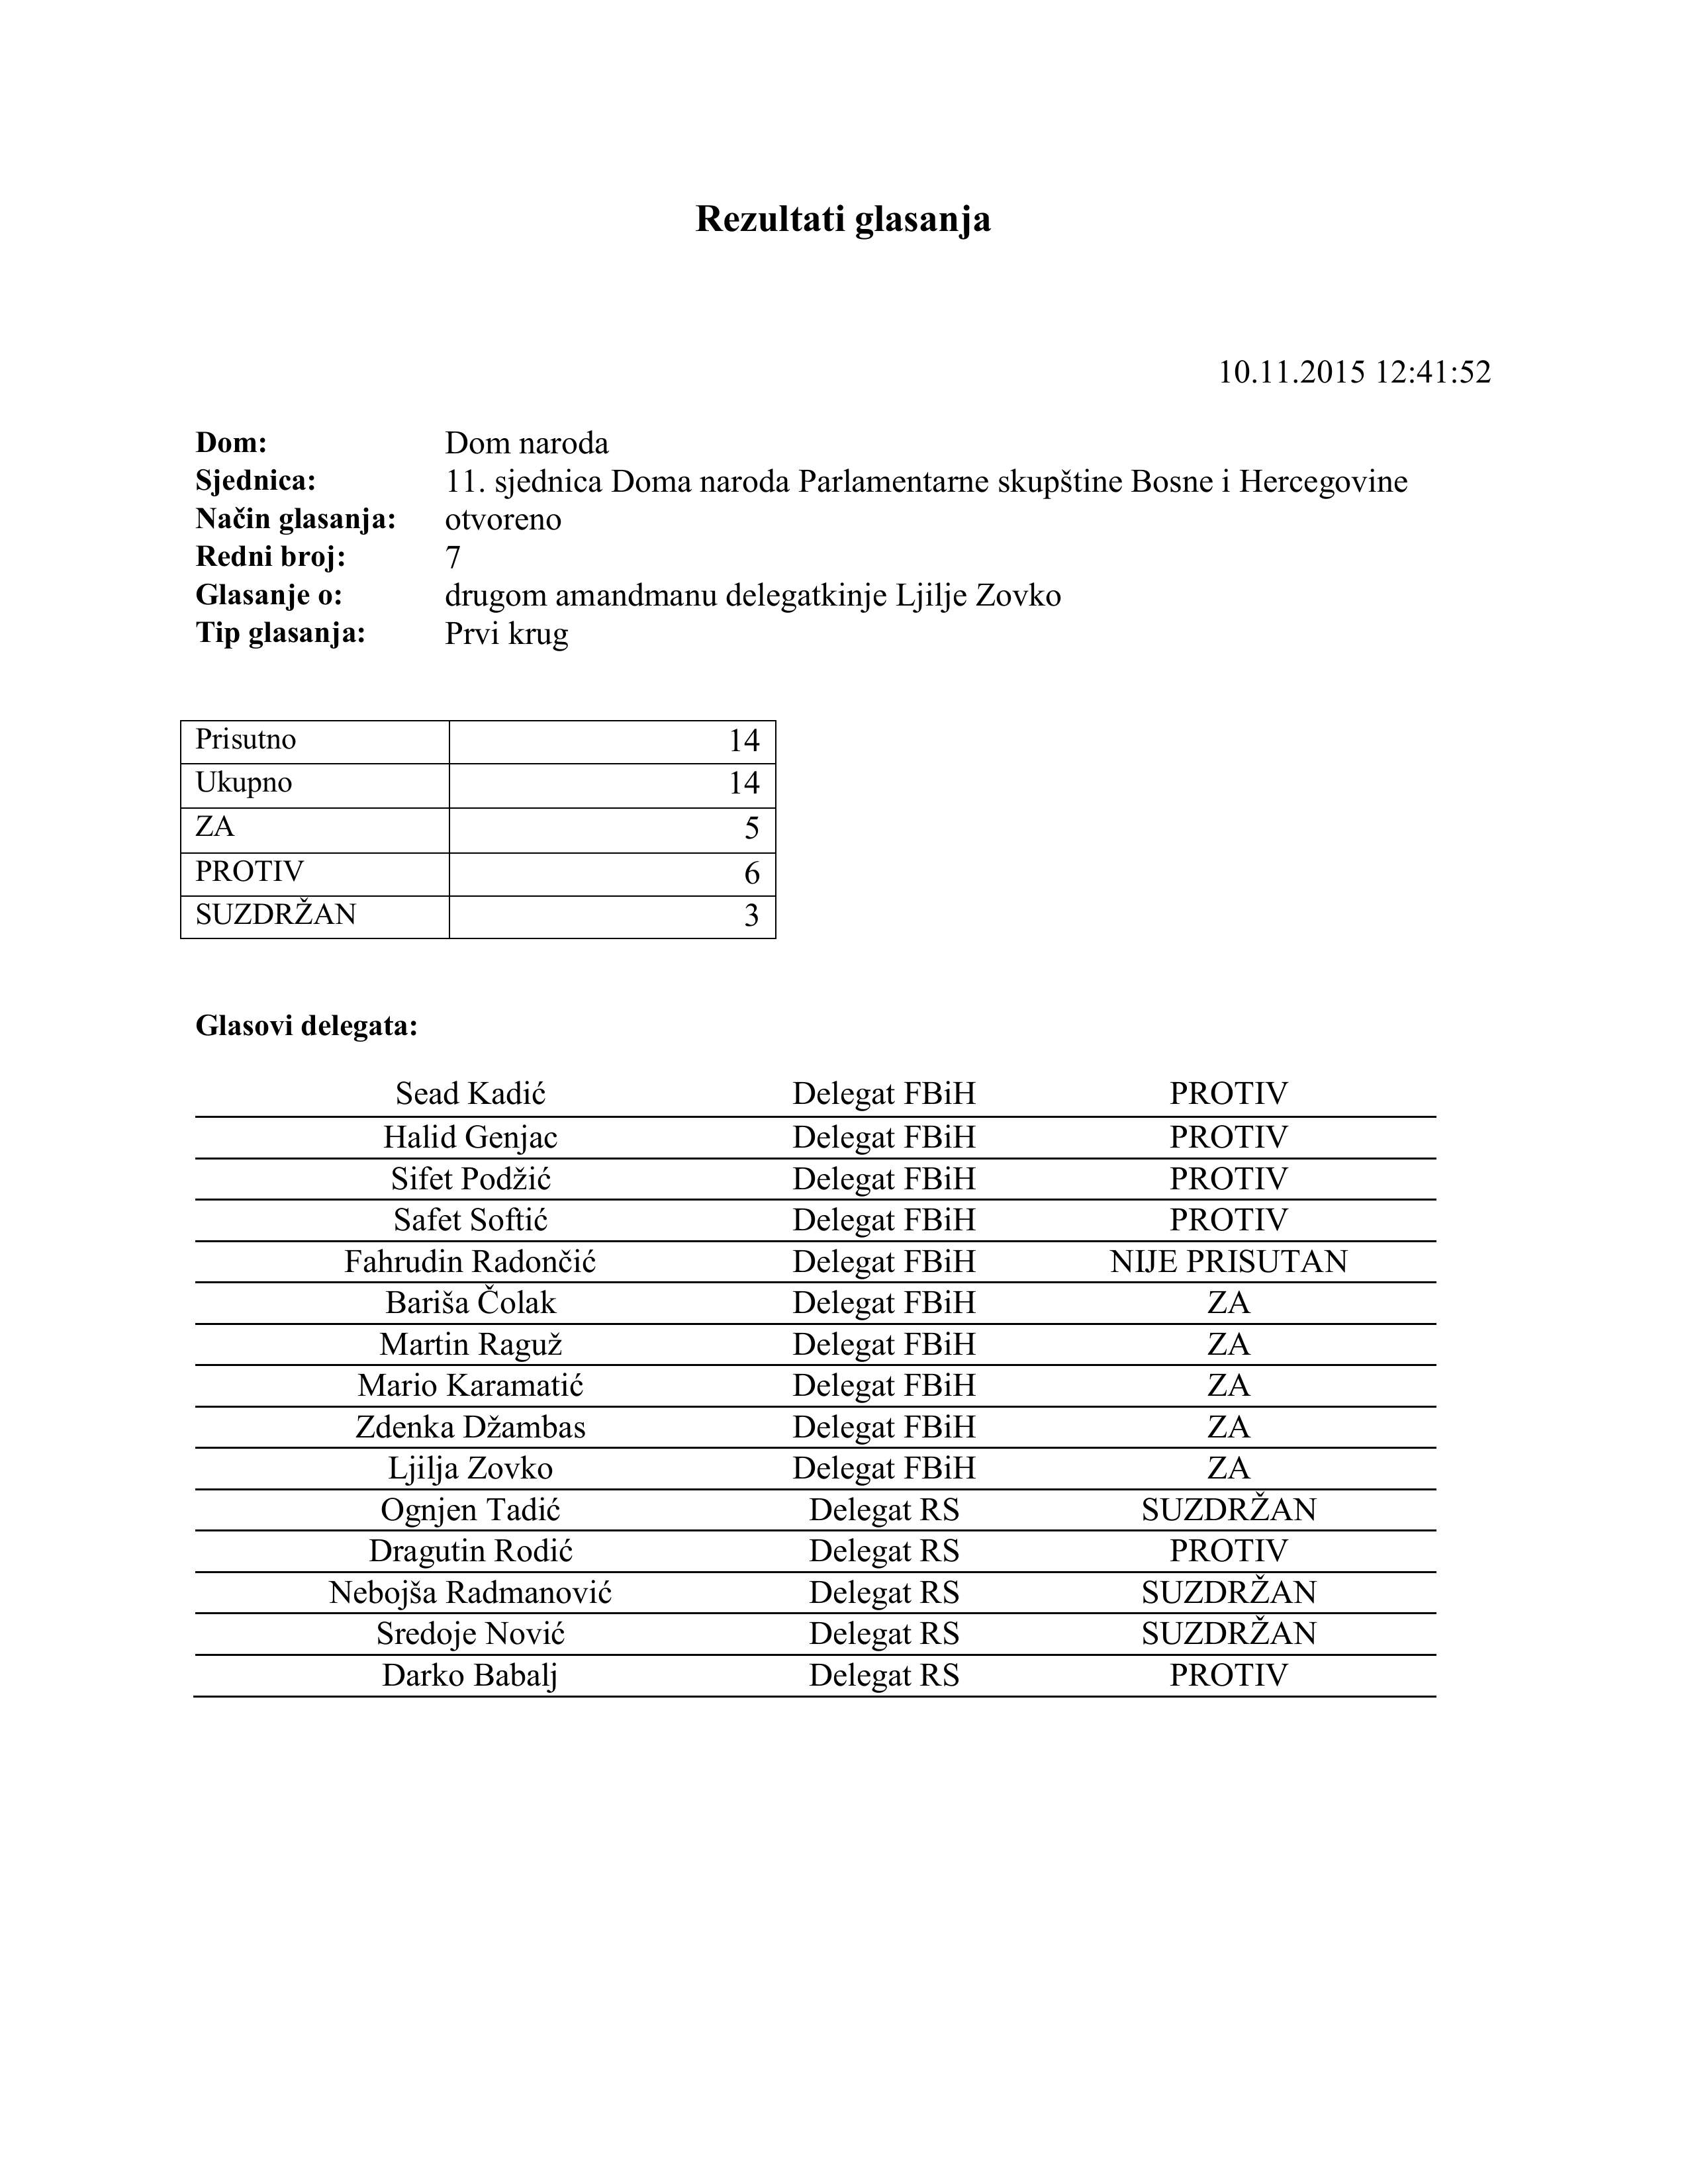 Rezultati glasanja
10.11.2015 12:41:52
Dom: Dom naroda
Sjednica: 11. sjednica Doma naroda Parlamentarne skupštine Bosne i Hercegovine
Način glasanja: otvoreno
Redni broj: 7
Glasanje o: drugom amandmanu delegatkinje Ljilje Zovko
Tip glasanja: Prvi krug
Prisutno 14
Ukupno 14
ZA 5
PROTIV 6
SUZDRŽAN 3
Glasovi delegata:
Sead Kadić Delegat FBiH PROTIV
Halid Genjac Delegat FBiH PROTIV
Sifet Podžić Delegat FBiH PROTIV
Safet Softić Delegat FBiH PROTIV
Fahrudin Radončić Delegat FBiH NIJE PRISUTAN
Bariša Čolak Delegat FBiH ZA
Martin Raguž Delegat FBiH ZA
Mario Karamatić Delegat FBiH ZA
Zdenka Džambas Delegat FBiH ZA
Ljilja Zovko Delegat FBiH ZA
Ognjen Tadić Delegat RS SUZDRŽAN
Dragutin Rodić Delegat RS PROTIV
Nebojša Radmanović Delegat RS SUZDRŽAN
Sredoje Nović Delegat RS SUZDRŽAN
Darko Babalj Delegat RS PROTIV